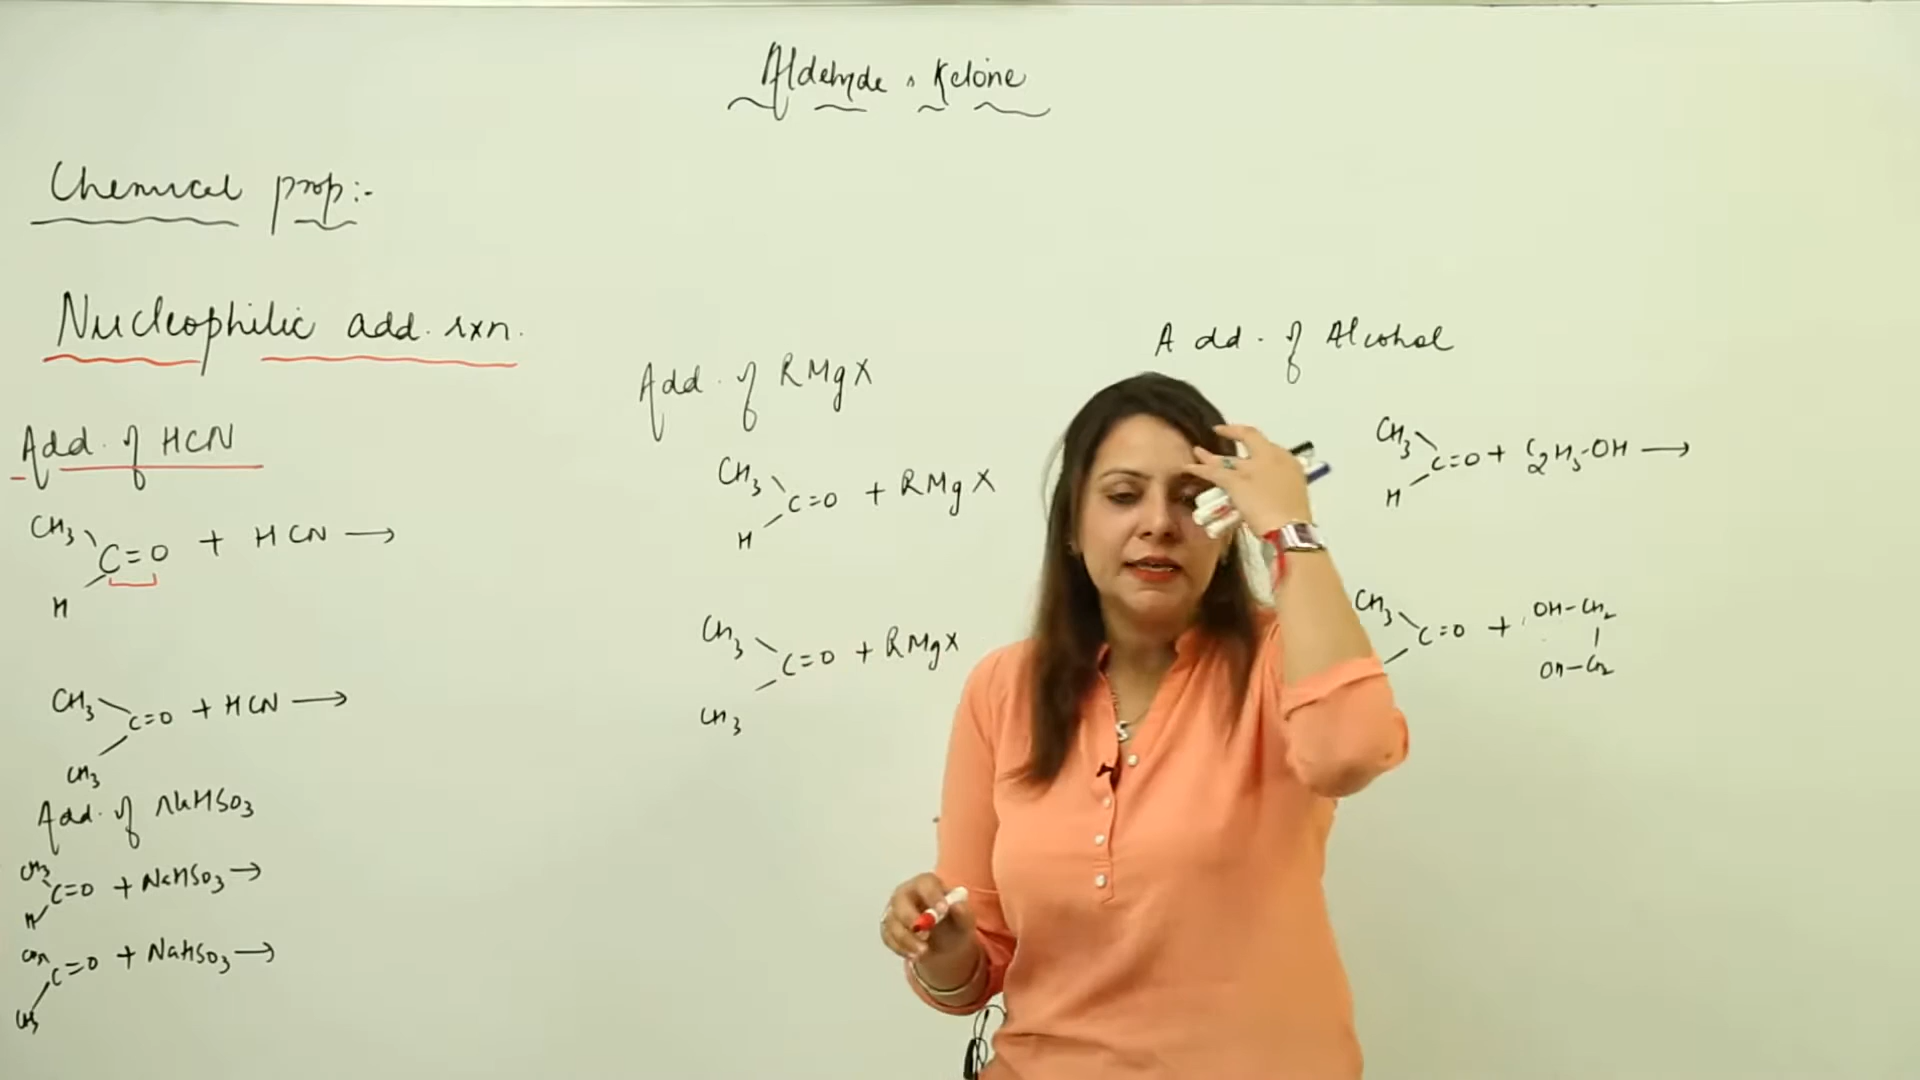 Aldehyde & Ketone
Chemical prop:-
Nucleophilic add. rxn.
Add. of HCN
CH3
C=O + HCN →
H
CH3
C=O + HCN →
CH3
Add. of NaHSO3
CH3
C=O + NaHSO3 →
H
C=O + NaHSO3 →
CH3
Add. of RMgX
CH3
C=O + RMgX
H
CH3
C=O + RMgX
CH3
Add. of Alcohol
CH3
C=O + C2H5-OH →
H
CH3 OH-CH2
C=O +
OH-CH2